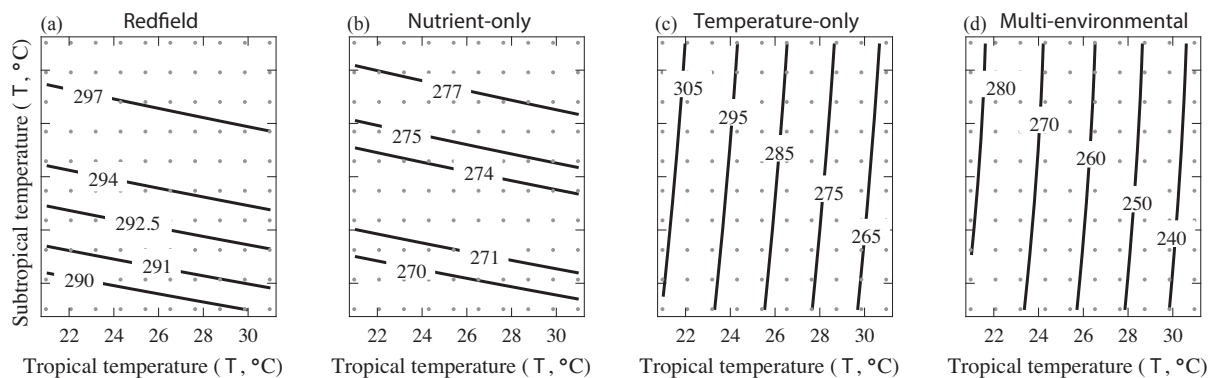 (a) Redfield
(b) Nutrient-only
(c) Temperature-only
(d) Multi-environmental
Subtropical temperature ( T, °C)
297
294
292.5
291
290
277
275
274
271
270
305
295
285
275
265
280
270
260
250
240
22 24 26 28 30
22 24 26 28 30
22 24 26 28 30
22 24 26 28 30
Tropical temperature ( T, °C)
Tropical temperature ( T, °C)
Tropical temperature ( T, °C)
Tropical temperature ( T, °C)